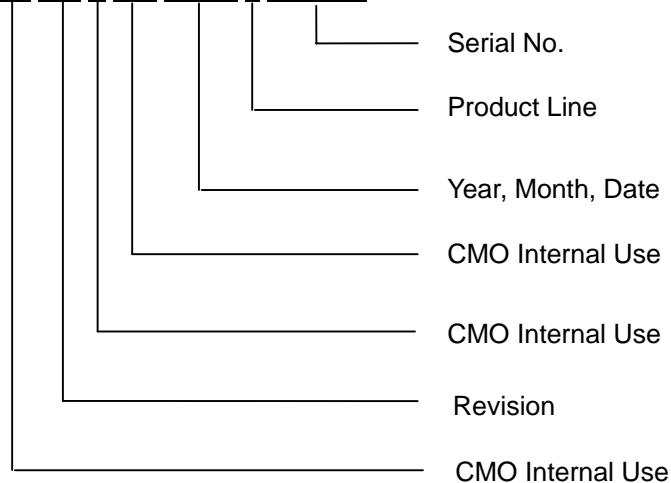 Serial No.
Product Line
Year, Month, Date
CMO Internal Use
CMO Internal Use
Revision
CMO Internal Use